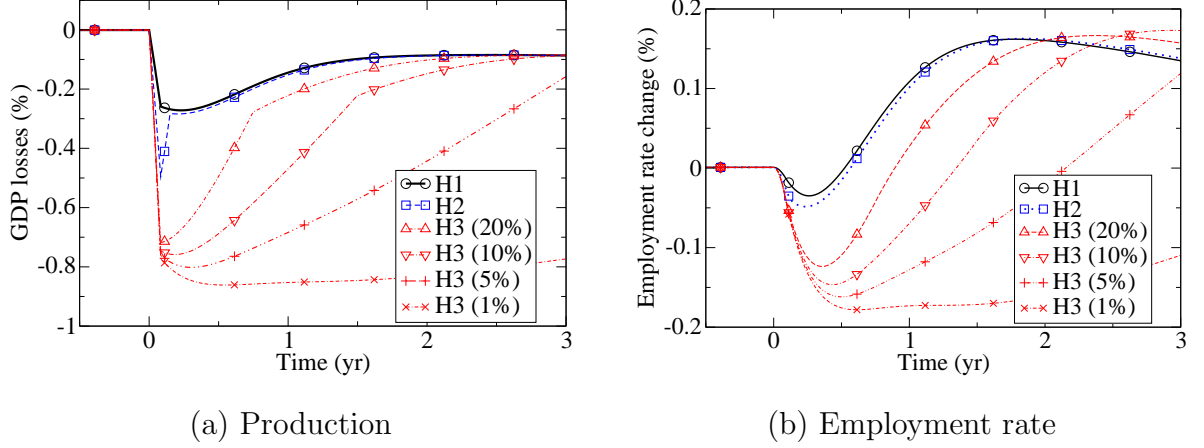 0
-0.2
-0.4
-0.6
-0.8
-1
GDP losses (%)
0
1
2
3
Time (yr)
H1
H2
H3 (20%)
H3 (10%)
H3 (5%)
H3 (1%)
(a) Production
0.2
0.1
0
-0.1
-0.2
Employment rate change (%)
0
1
2
3
Time (yr)
H1
H2
H3 (20%)
H3 (10%)
H3 (5%)
H3 (1%)
(b) Employment rate